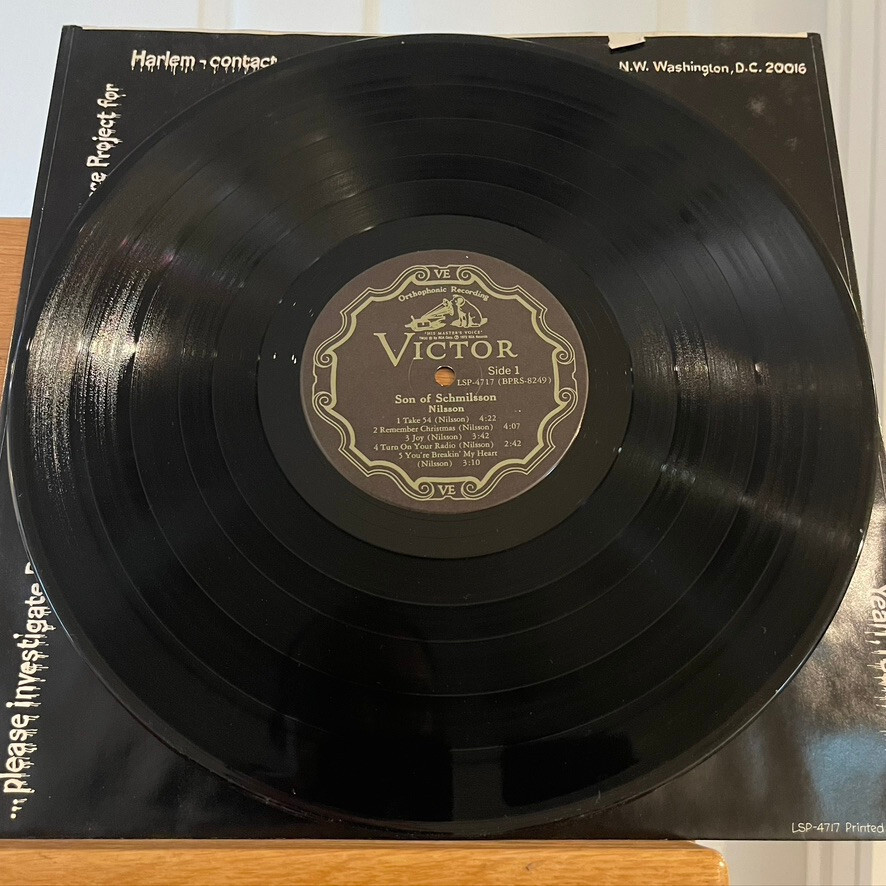 Harlem - contact
N.W. Washington, D.C. 20016
ce Project for
...please investigate
VE
Orthophonic Recording
"HIS MASTER'S VOICE"
VICTOR
Side 1
LSP-4717 (BPRS-8249)
Son of Schmilsson
Nilsson
1 Take 54 (Nilsson) 4:22
2 Remember Christmas (Nilsson) 4:07
3 Joy (Nilsson) 3:42
4 Turn On Your Radio (Nilsson) 2:42
5 You're Breakin' My Heart
(Nilsson) 3:10
VE
Yeah!
LSP-4717 Printed